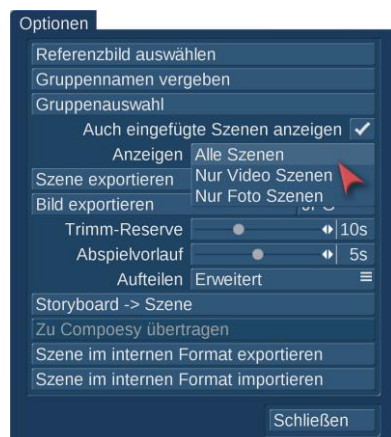 Optionen
Referenzbild auswählen
Gruppennamen vergeben
Gruppenauswahl
Auch eingefügte Szenen anzeigen
Anzeigen Alle Szenen
Nur Video Szenen
Szene exportieren
Nur Foto Szenen
Bild exportieren
Trimm-Reserve 10s
Abspielvorlauf 5s
Aufteilen Erweitert
Storyboard -> Szene
Zu Compoesy übertragen
Szene im internen Format exportieren
Szene im internen Format importieren
Schließen